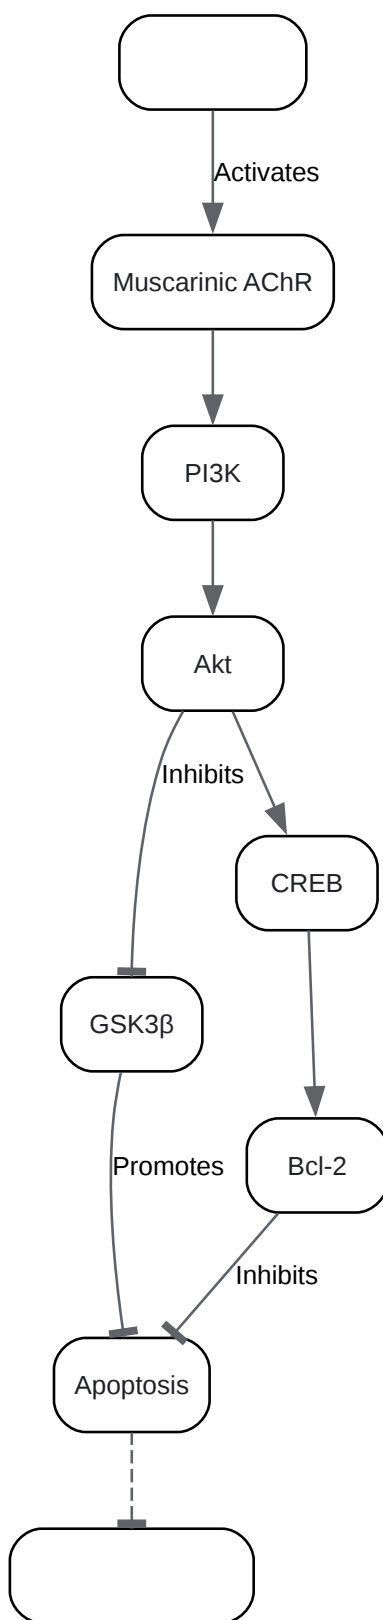 Activates
Muscarinic AChR
PI3K
Akt
Inhibits
CREB
GSK3β
Promotes
Bcl-2
Inhibits
Apoptosis